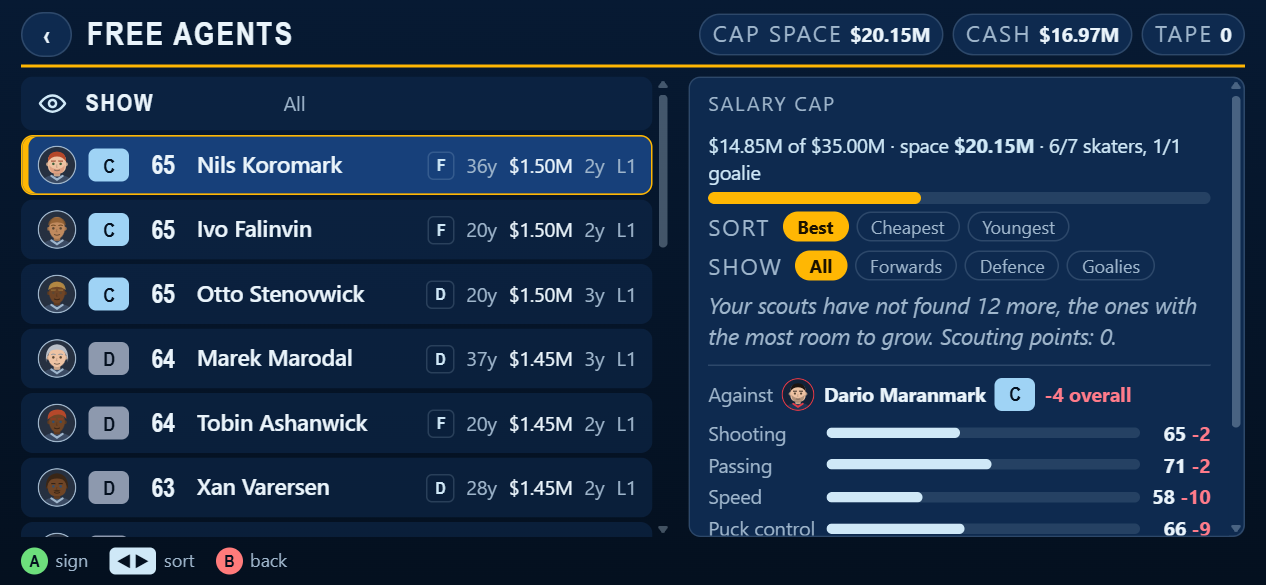 ‹ FREE AGENTS CAP SPACE $20.15M CASH $16.97M TAPE 0
SHOW All
C 65 Nils Koromark F 36y $1.50M 2y L1
C 65 Ivo Falinvin F 20y $1.50M 2y L1
C 65 Otto Stenovwick D 20y $1.50M 3y L1
D 64 Marek Marodal D 37y $1.45M 3y L1
D 64 Tobin Ashanwick F 20y $1.45M 2y L1
D 63 Xan Varersen D 28y $1.45M 2y L1
SALARY CAP
$14.85M of $35.00M · space $20.15M · 6/7 skaters, 1/1
goalie
SORT Best Cheapest Youngest
SHOW All Forwards Defence Goalies
Your scouts have not found 12 more, the ones with
the most room to grow. Scouting points: 0.
Against Dario Maranmark C -4 overall
Shooting 65 -2
Passing 71 -2
Speed 58 -10
Puck control 66 -9
A sign ◀▶ sort B back